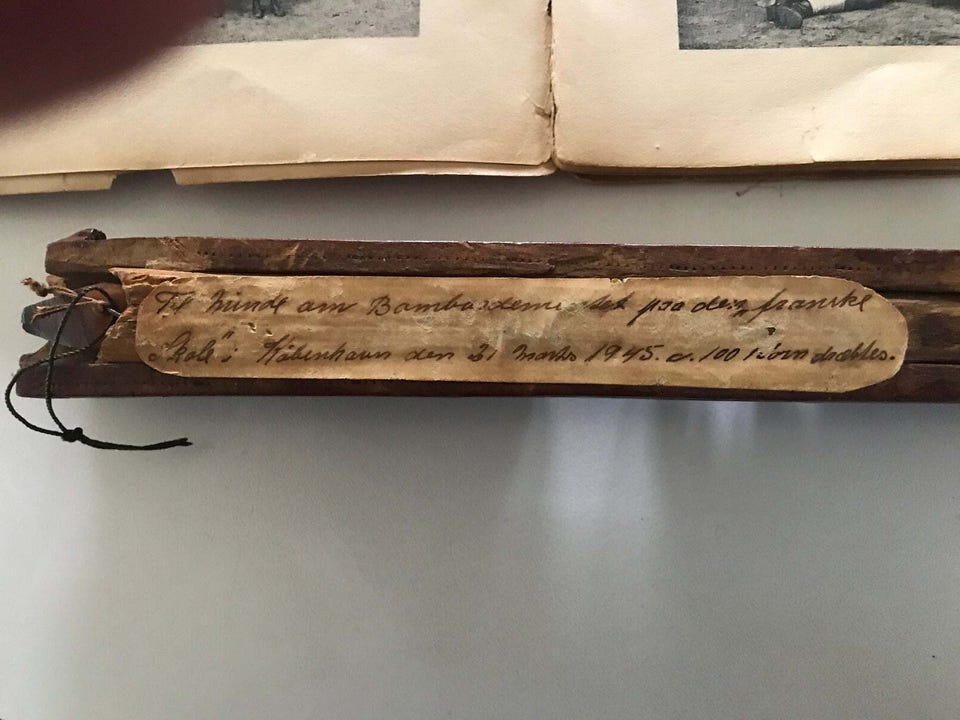 Til Minde om Bombardementet paa den „franske
Skole" i København den 21 Marts 1945. c. 100 Børn dræbtes.